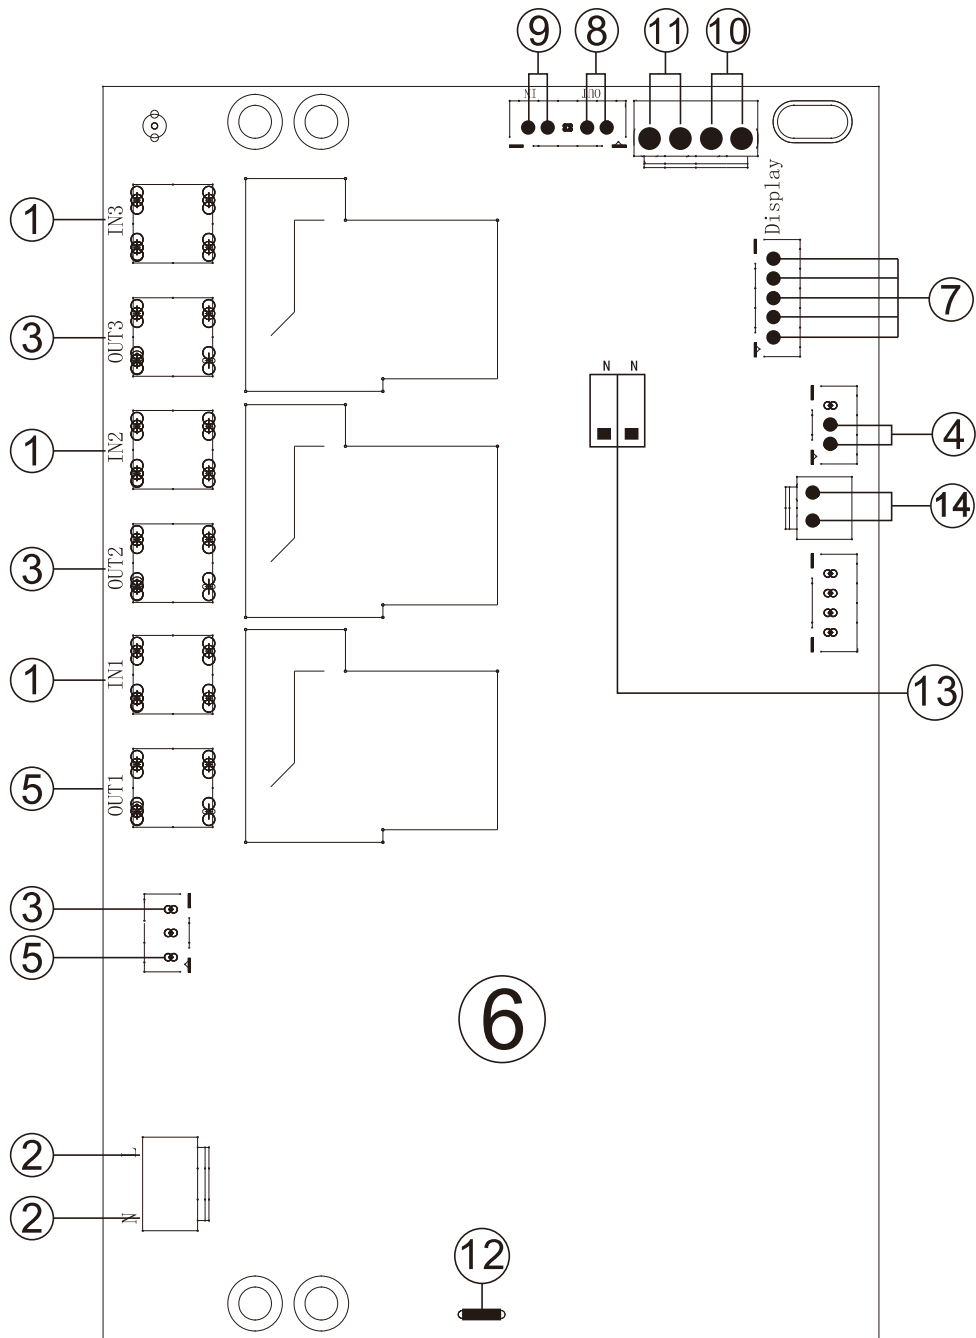 9 8 11 10
IN OUT
Display
1 IN3
7
3 OUT3
N N
4
1 IN2
14
3 OUT2
1 IN1
13
5 OUT1
3
5
6
2 L
2 N
12